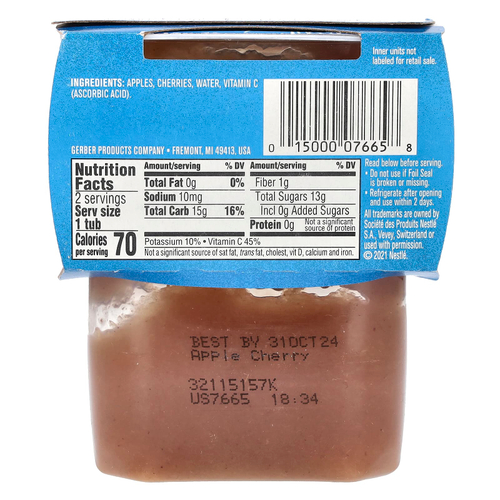 Inner units not
labeled for retail sale.
INGREDIENTS: APPLES, CHERRIES, WATER, VITAMIN C
(ASCORBIC ACID).
GERBER PRODUCTS COMPANY • FREMONT, MI 49413, USA
0 15000 07665 8
Nutrition
Facts
2 servings
Serv size
1 tub
Calories 70
per serving
Amount/serving % DV
Total Fat 0g 0%
Sodium 10mg
Total Carb 15g 16%
Amount/serving % DV
Fiber 1g
Total Sugars 13g
Incl 0g Added Sugars
Protein 0g Not a significant
source of protein
Potassium 10% • Vitamin C 45%
Not a significant source of sat fat, trans fat, cholest, vit D, calcium and iron.
Read below before serving.
• Do not use if Foil Seal
is broken or missing.
• Refrigerate after opening
and use within 2 days.
All trademarks are owned by
Société des Produits Nestlé
S.A., Vevey, Switzerland or
used with permission.
© 2021 Nestlé.
BEST BY 31OCT24
Apple Cherry
32115157K
US7665 18:34